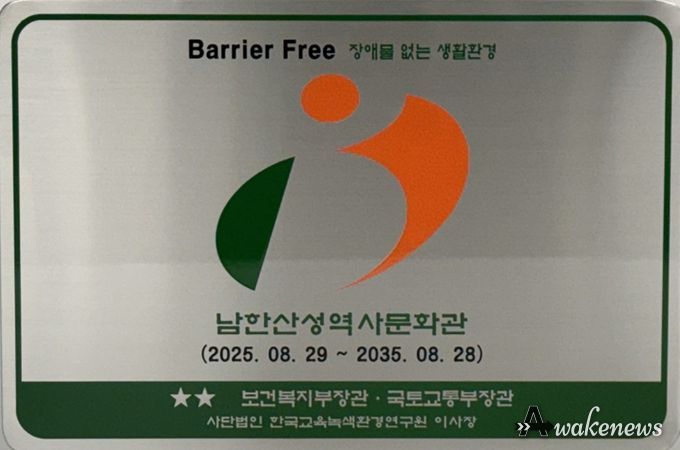 Barrier Free 장애물 없는 생활환경
남한산성역사문화관
(2025. 08. 29 ~ 2035. 08. 28)
★★ 보건복지부장관 · 국토교통부장관
사단법인 한국교육녹색환경연구원 이사장
»Awakenews